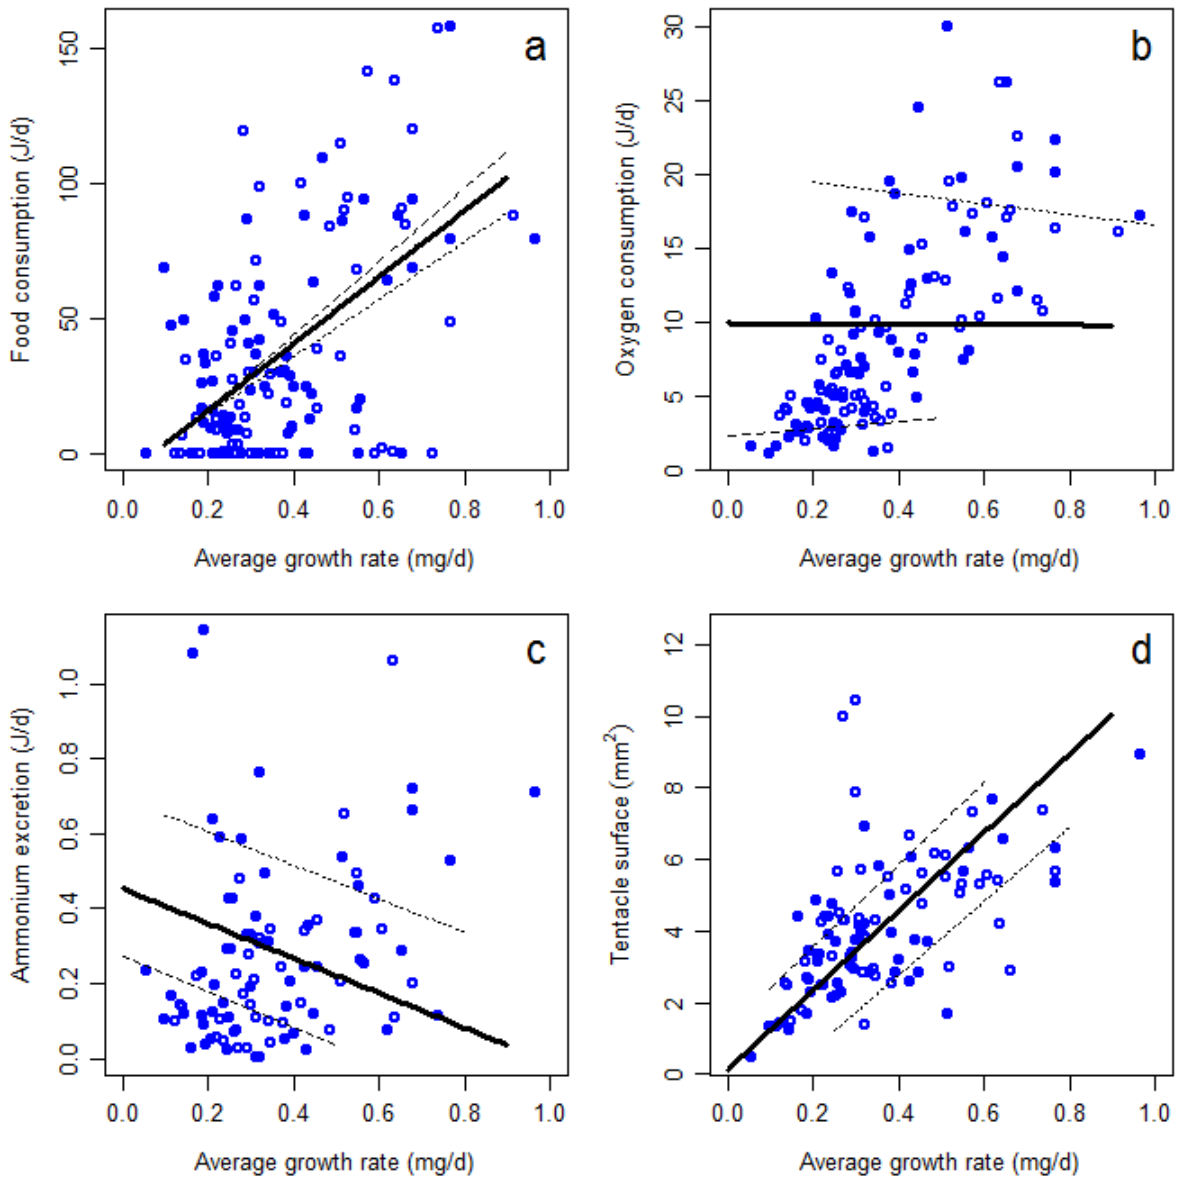 a
Food consumption (J/d)
150
100
50
0
0.0 0.2 0.4 0.6 0.8 1.0
Average growth rate (mg/d)
b
Oxygen consumption (J/d)
30
25
20
15
10
5
0
0.0 0.2 0.4 0.6 0.8 1.0
Average growth rate (mg/d)
c
Ammonium excretion (J/d)
1.0
0.8
0.6
0.4
0.2
0.0
0.0 0.2 0.4 0.6 0.8 1.0
Average growth rate (mg/d)
d
Tentacle surface (mm²)
12
10
8
6
4
2
0
0.0 0.2 0.4 0.6 0.8 1.0
Average growth rate (mg/d)